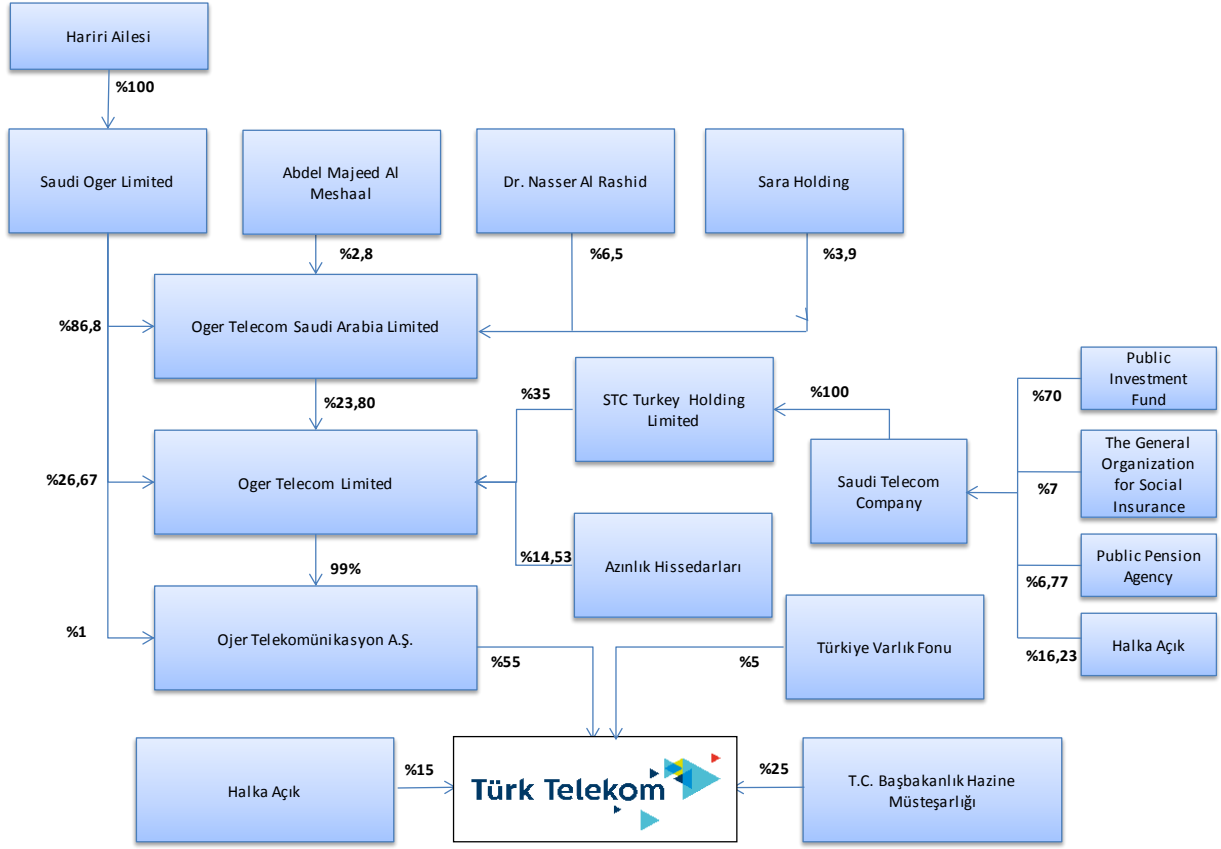 Hariri Ailesi
%100
Saudi Oger Limited
Abdel Majeed Al
Meshaal
Dr. Nasser Al Rashid
Sara Holding
%2,8
%6,5
%3,9
%86,8
Oger Telecom Saudi Arabia Limited
%23,80
%35
STC Turkey Holding
Limited
%100
Public
Investment
Fund
%70
The General
Organization
for Social
Insurance
%7
%26,67
Oger Telecom Limited
Saudi Telecom
Company
%14,53
Azınlık Hissedarları
Public Pension
Agency
%6,77
99%
%1
Ojer Telekomünikasyon A.Ş.
%55
%5
Türkiye Varlık Fonu
%16,23
Halka Açık
Halka Açık
%15
Türk Telekom
%25
T.C. Başbakanlık Hazine
Müsteşarlığı